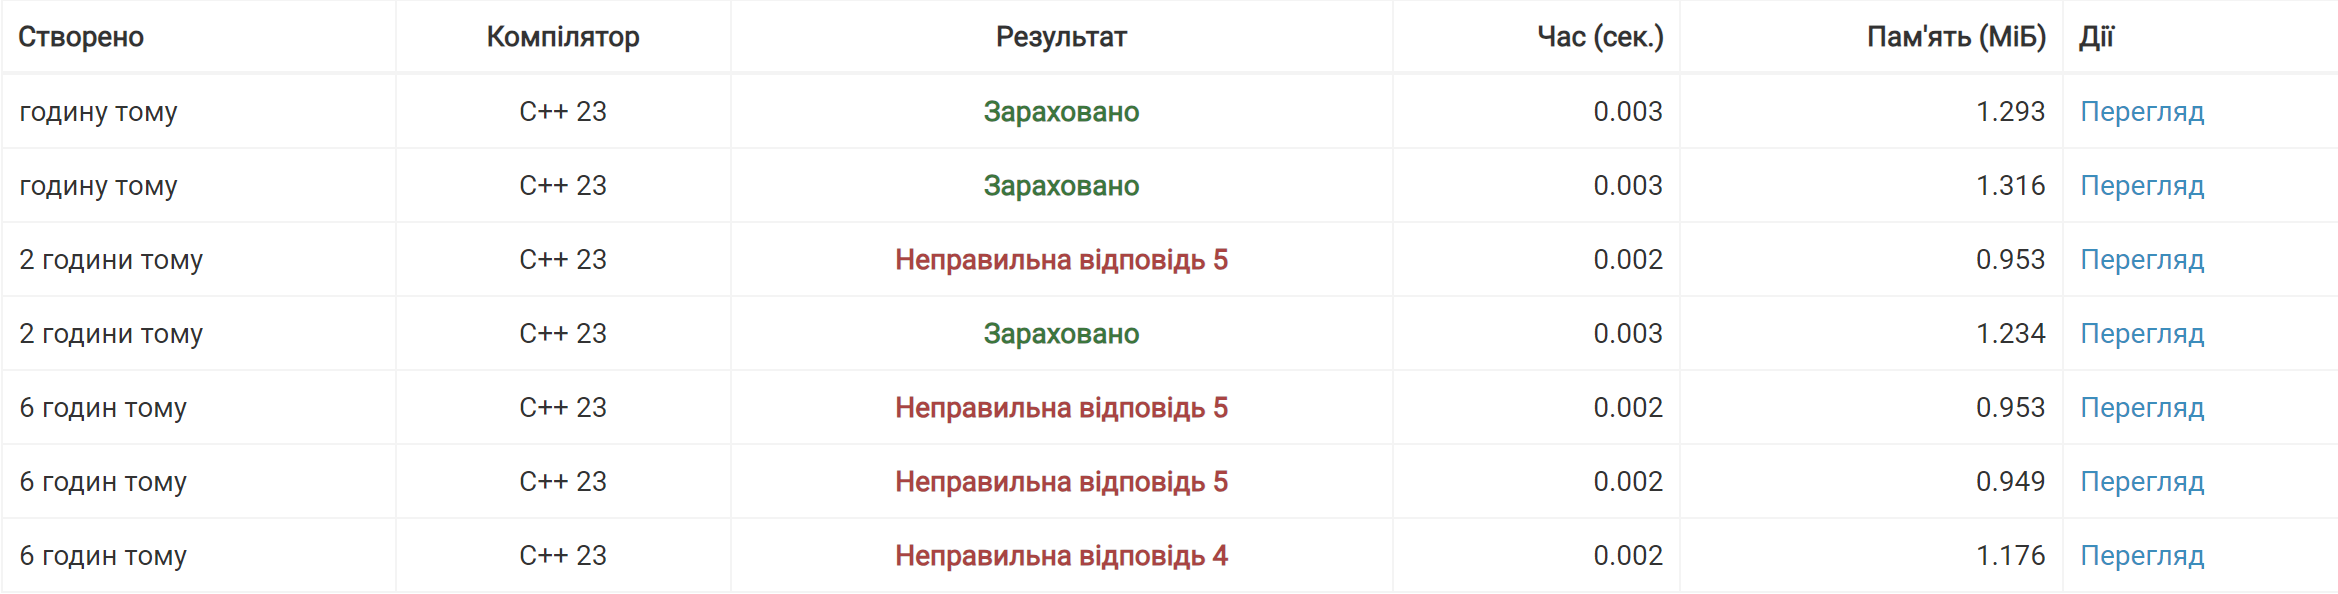 Створено Компілятор Результат Час (сек.) Пам'ять (МіБ) Дії
годину тому C++ 23 Зараховано 0.003 1.293 Перегляд
годину тому C++ 23 Зараховано 0.003 1.316 Перегляд
2 години тому C++ 23 Неправильна відповідь 5 0.002 0.953 Перегляд
2 години тому C++ 23 Зараховано 0.003 1.234 Перегляд
6 годин тому C++ 23 Неправильна відповідь 5 0.002 0.953 Перегляд
6 годин тому C++ 23 Неправильна відповідь 5 0.002 0.949 Перегляд
6 годин тому C++ 23 Неправильна відповідь 4 0.002 1.176 Перегляд